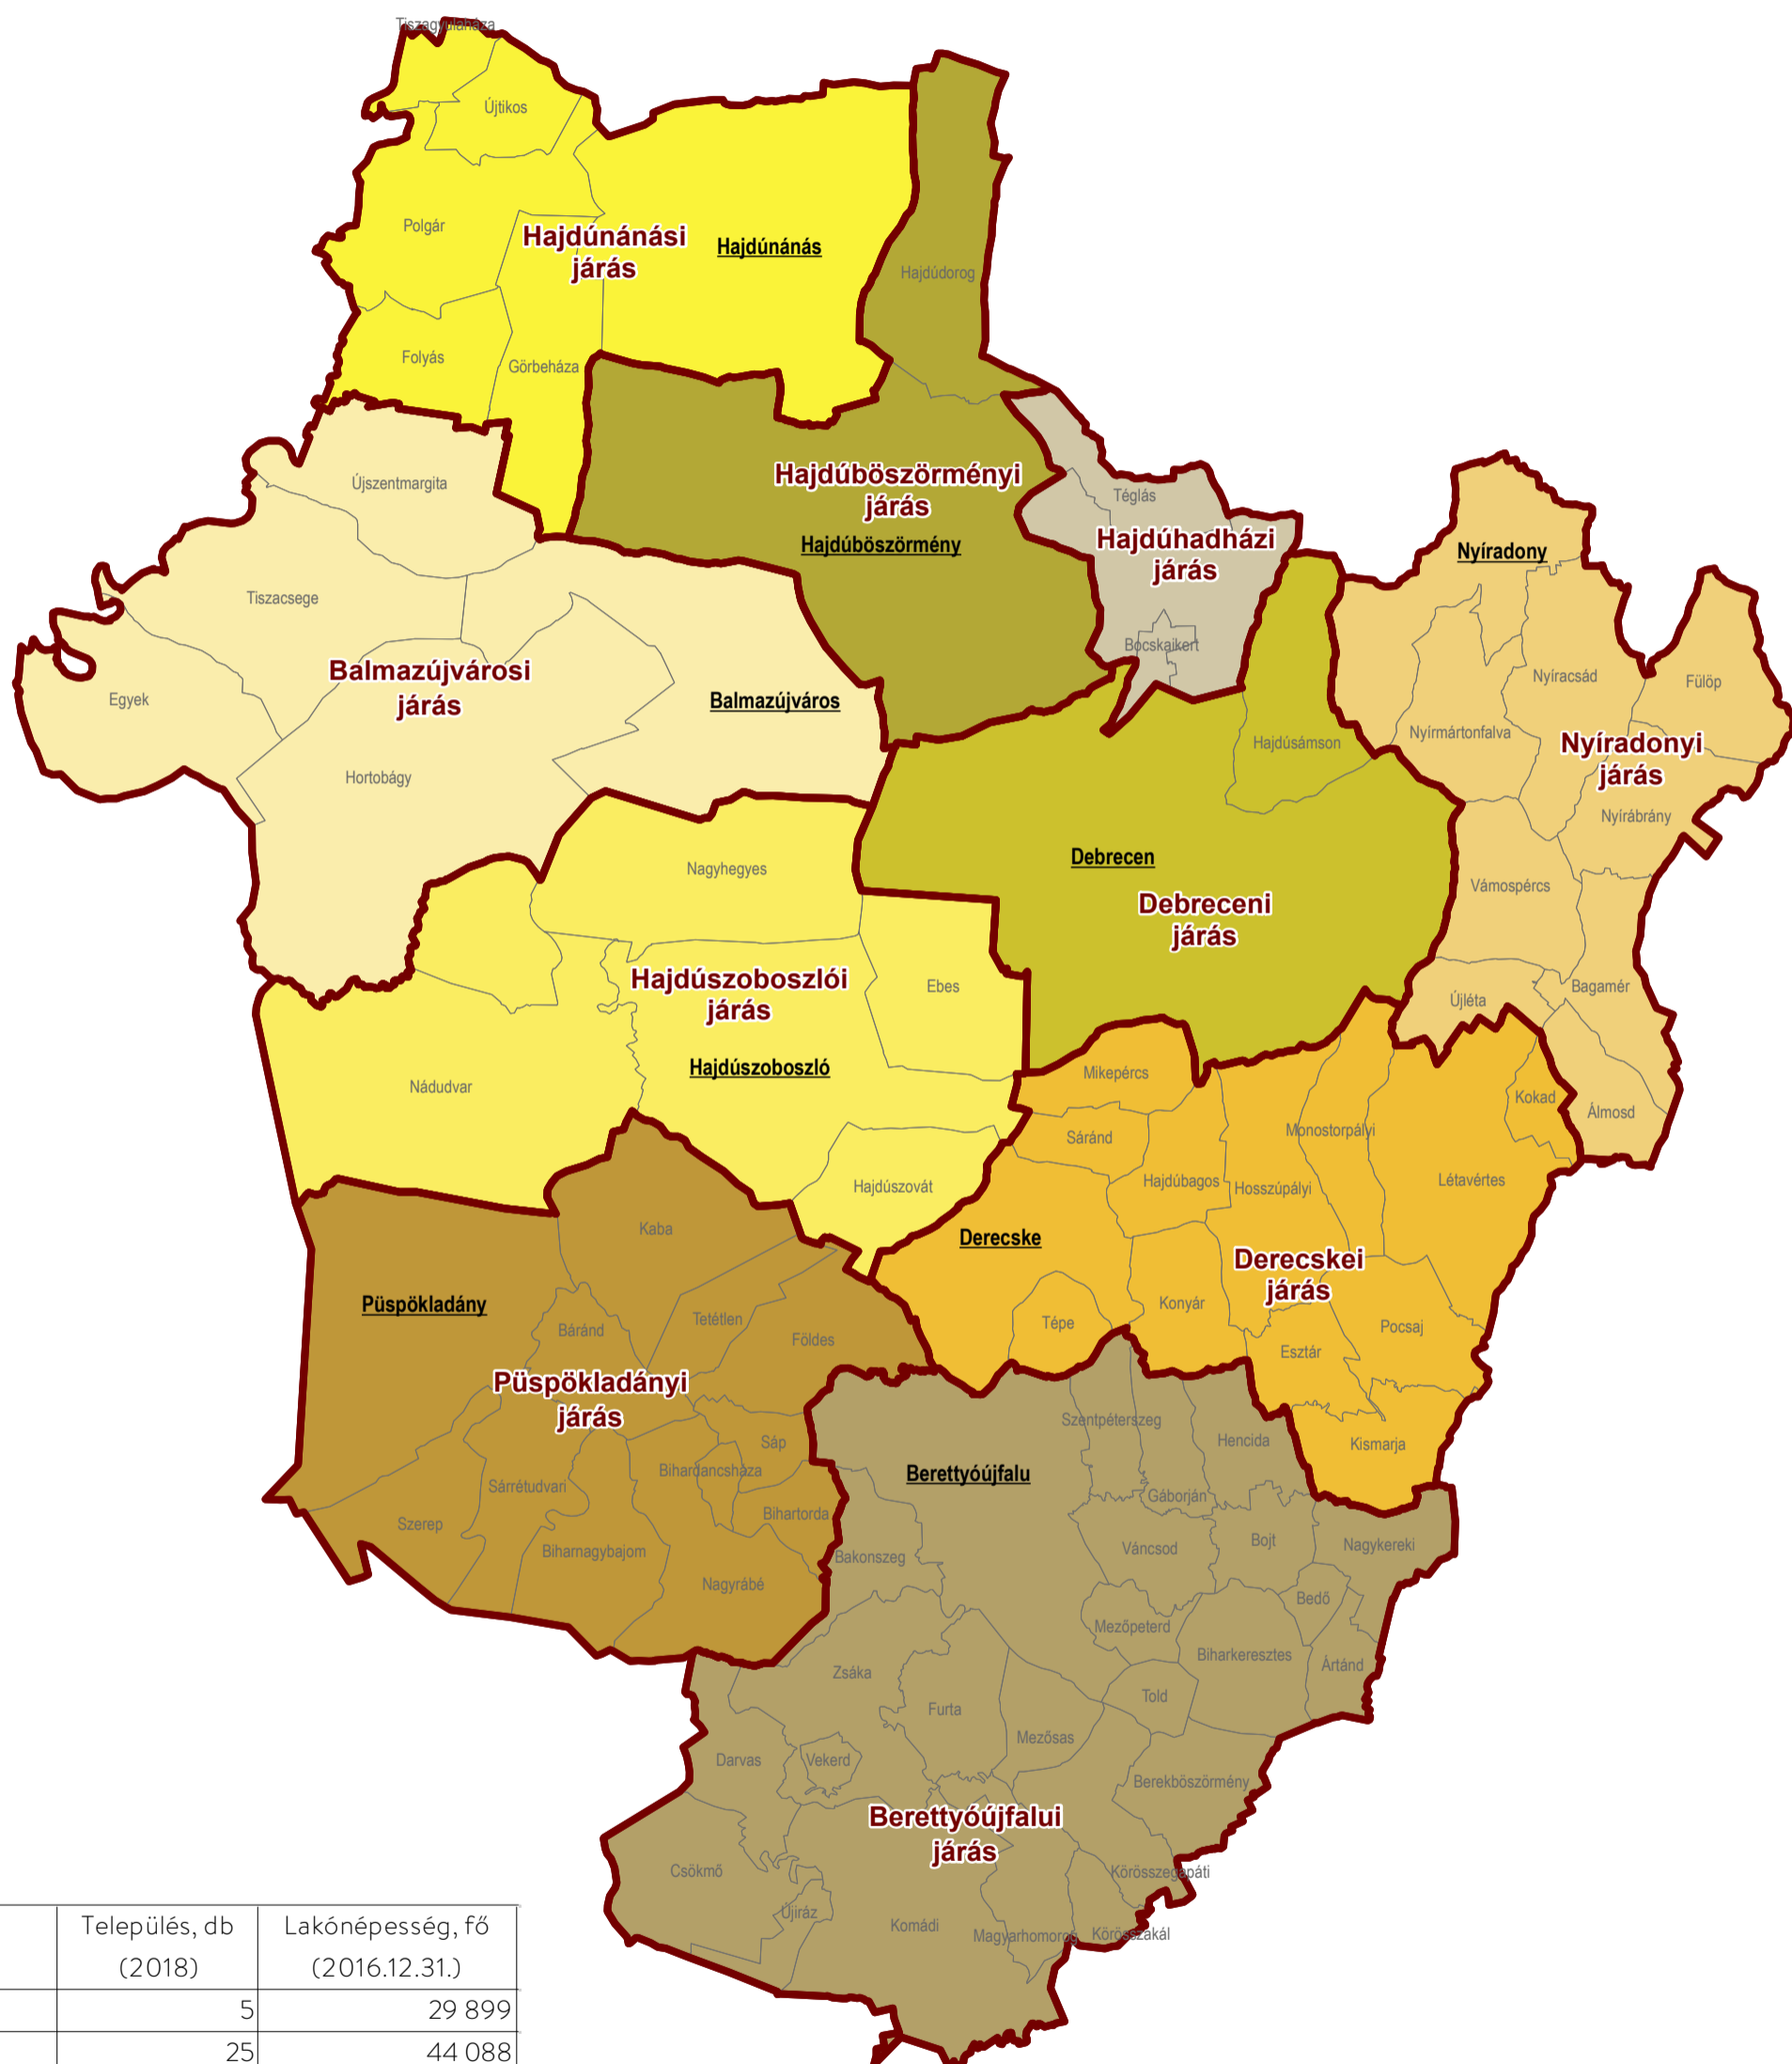 Tiszagyulaháza
Újtikos
Polgár
Hajdúnánási
járás
Hajdúnánás
Hajdúdorog
Folyás
Görbeháza
Újszentmargita
Hajdúböszörményi
járás
Hajdúböszörmény
Téglás
Hajdúhadházi
járás
Bocskaikert
Nyíradony
Tiszacsege
Balmazújvárosi
járás
Balmazújváros
Egyek
Hortobágy
Hajdúsámson
Nyíracsád
Fülöp
Nyírmártonfalva
Nyíradonyi
járás
Nyírábrány
Debrecen
Debreceni
járás
Nagyhegyes
Vámospércs
Hajdúszoboszlói
járás
Ebes
Bagamér
Újléta
Hajdúszoboszló
Nádudvar
Mikepércs
Kokad
Álmosd
Sáránd
Monostorpályi
Hajdúbagos
Hosszúpályi
Létavértes
Hajdúszovát
Kaba
Derecske
Derecskei
járás
Püspökladány
Tetétlen
Báránd
Földes
Tépe
Konyár
Pocsaj
Esztár
Püspökladányi
járás
Szentpéterszeg
Hencida
Kismarja
Sáp
Bihardancsháza
Berettyóújfalu
Sárrétudvari
Gáborján
Bihartorda
Szerep
Biharnagybajom
Bakonszeg
Váncsod
Bojt
Nagykereki
Nagyrábé
Bedő
Mezőpeterd
Biharkeresztes
Ártánd
Zsáka
Furta
Told
Mezősas
Darvas
Vekerd
Berekböszörmény
Berettyóújfalui
járás
Csökmő
Körösszegapáti
Újiráz
Komádi
Magyarhomorog
Körösszakál
Település, db
(2018)
Lakónépesség, fő
(2016.12.31.)
5
29 899
25
44 088